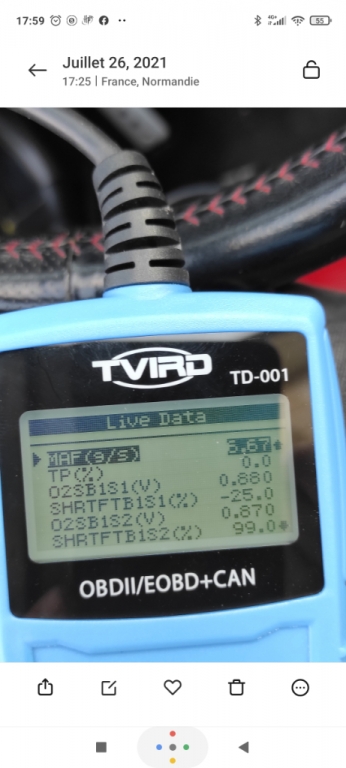 17:59
55
Juillet 26, 2021
17:25 | France, Normandie
TVIRD
TD-001
Live Data
MAF(g/s) 6.67
TP(%) 0.0
O2SB1S1(V) 0.880
SHRTFTB1S1(%) -25.0
O2SB1S2(V) 0.870
SHRTFTB1S2(%) 99.0
OBDII/EOBD+CAN